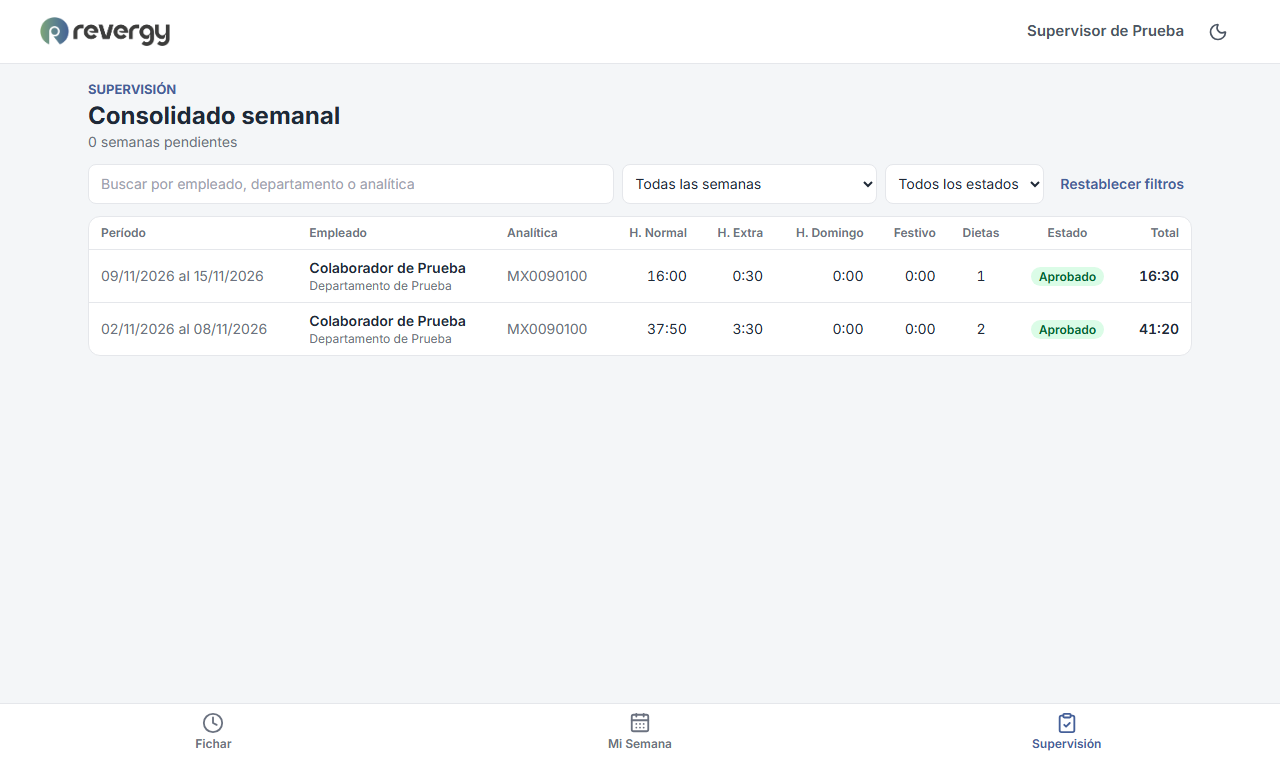 revergy
Supervisor de Prueba
SUPERVISIÓN
Consolidado semanal
0 semanas pendientes
Buscar por empleado, departamento o analítica
Todas las semanas
Todos los estados
Restablecer filtros
Período Empleado Analítica H. Normal H. Extra H. Domingo Festivo Dietas Estado Total
09/11/2026 al 15/11/2026 Colaborador de Prueba MX0090100 16:00 0:30 0:00 0:00 1 Aprobado 16:30
Departamento de Prueba
02/11/2026 al 08/11/2026 Colaborador de Prueba MX0090100 37:50 3:30 0:00 0:00 2 Aprobado 41:20
Departamento de Prueba
Fichar
Mi Semana
Supervisión